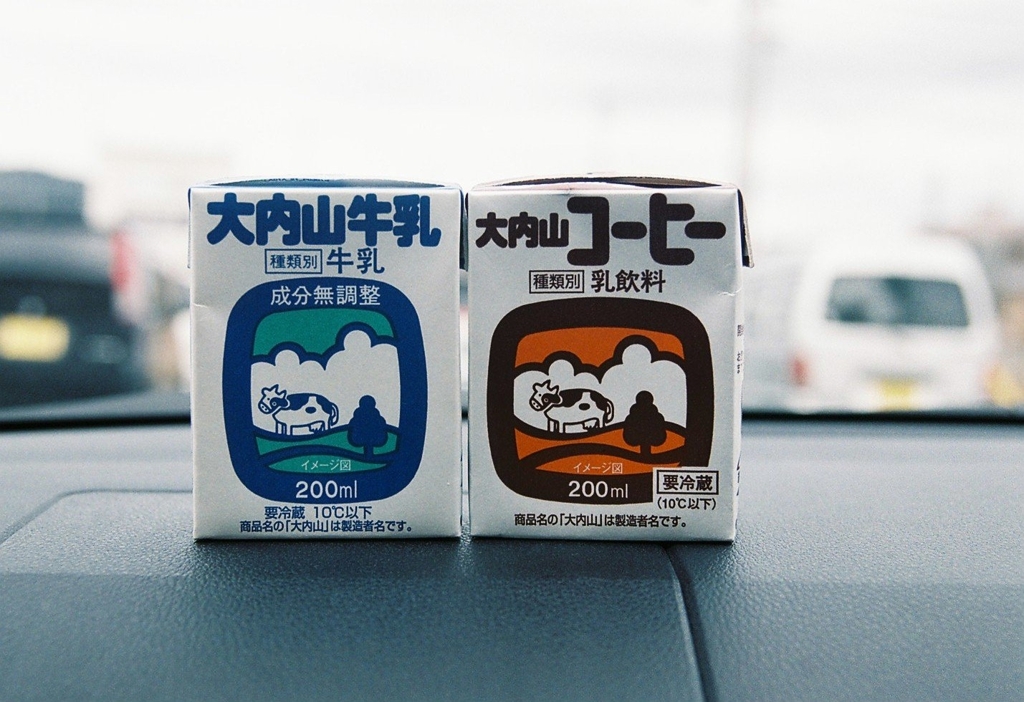 大内山牛乳
種類別 牛乳
成分無調整
イメージ図
200ml
要冷蔵 10℃以下
商品名の「大内山」は製造者名です。
大内山コーヒー
種類別 乳飲料
イメージ図
200ml
要冷蔵
(10℃以下)
商品名の「大内山」は製造者名です。